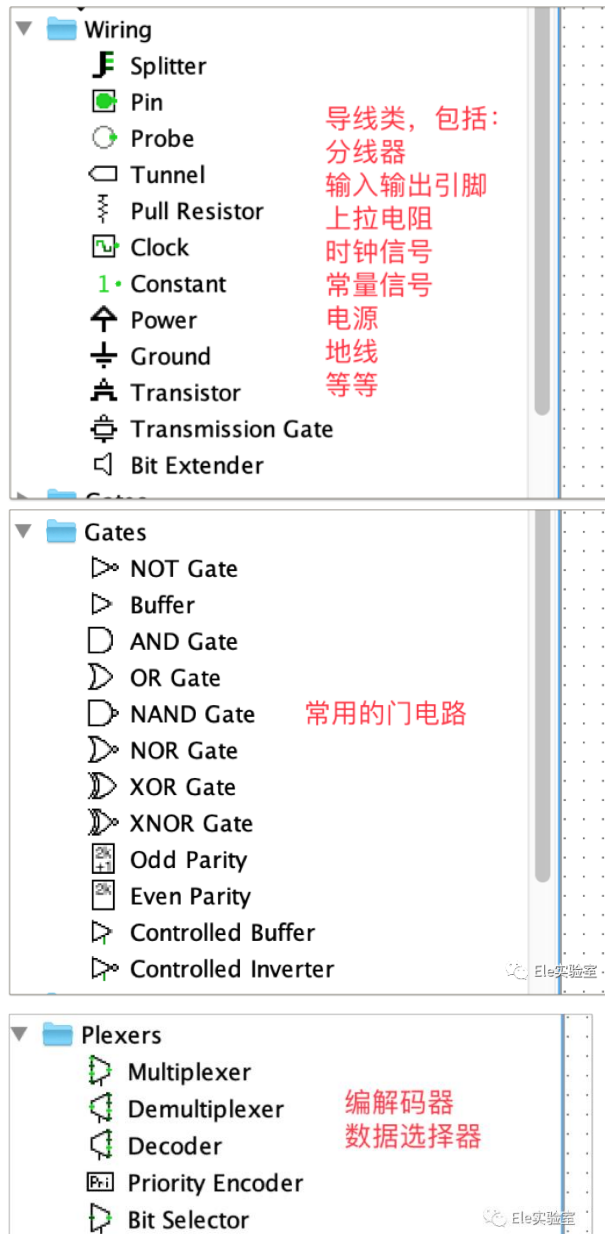 Wiring
Splitter
Pin
Probe
Tunnel
Pull Resistor
Clock
1 Constant
Power
Ground
Transistor
Transmission Gate
Bit Extender
导线类，包括：
分线器
输入输出引脚
上拉电阻
时钟信号
常量信号
电源
地线
等等
Gates
NOT Gate
Buffer
AND Gate
OR Gate
NAND Gate
NOR Gate
XOR Gate
XNOR Gate
2k+1 Odd Parity
2k Even Parity
Controlled Buffer
Controlled Inverter
常用的门电路
Ele实验室
Plexers
Multiplexer
Demultiplexer
Decoder
Pri Priority Encoder
Bit Selector
编解码器
数据选择器
Ele实验室